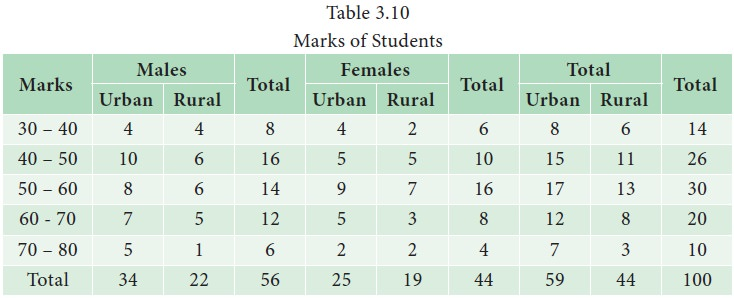 Table 3.10
Marks of Students
Marks Males Total Females Total Total Total
Urban Rural Urban Rural Urban Rural
30 – 40 4 4 8 4 2 6 8 6 14
40 – 50 10 6 16 5 5 10 15 11 26
50 – 60 8 6 14 9 7 16 17 13 30
60 - 70 7 5 12 5 3 8 12 8 20
70 – 80 5 1 6 2 2 4 7 3 10
Total 34 22 56 25 19 44 59 44 100